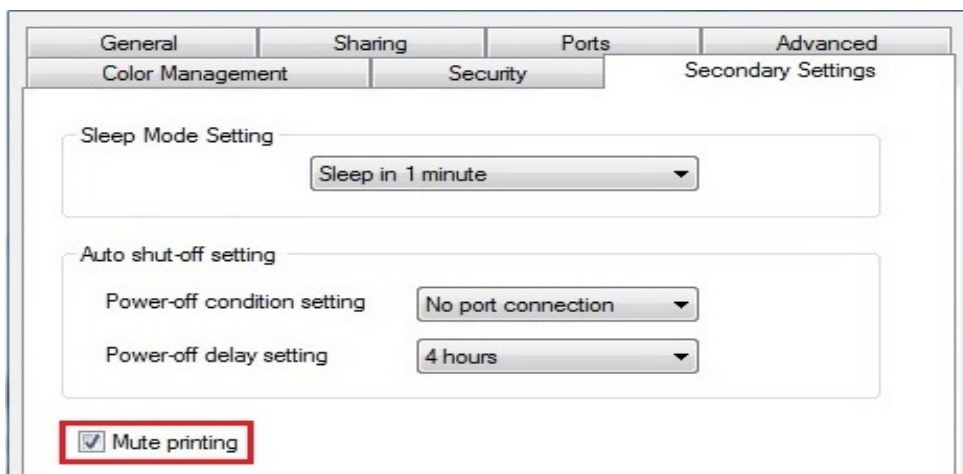 General Sharing Ports Advanced
Color Management Security Secondary Settings
Sleep Mode Setting
Sleep in 1 minute
Auto shut-off setting
Power-off condition setting No port connection
Power-off delay setting 4 hours
Mute printing